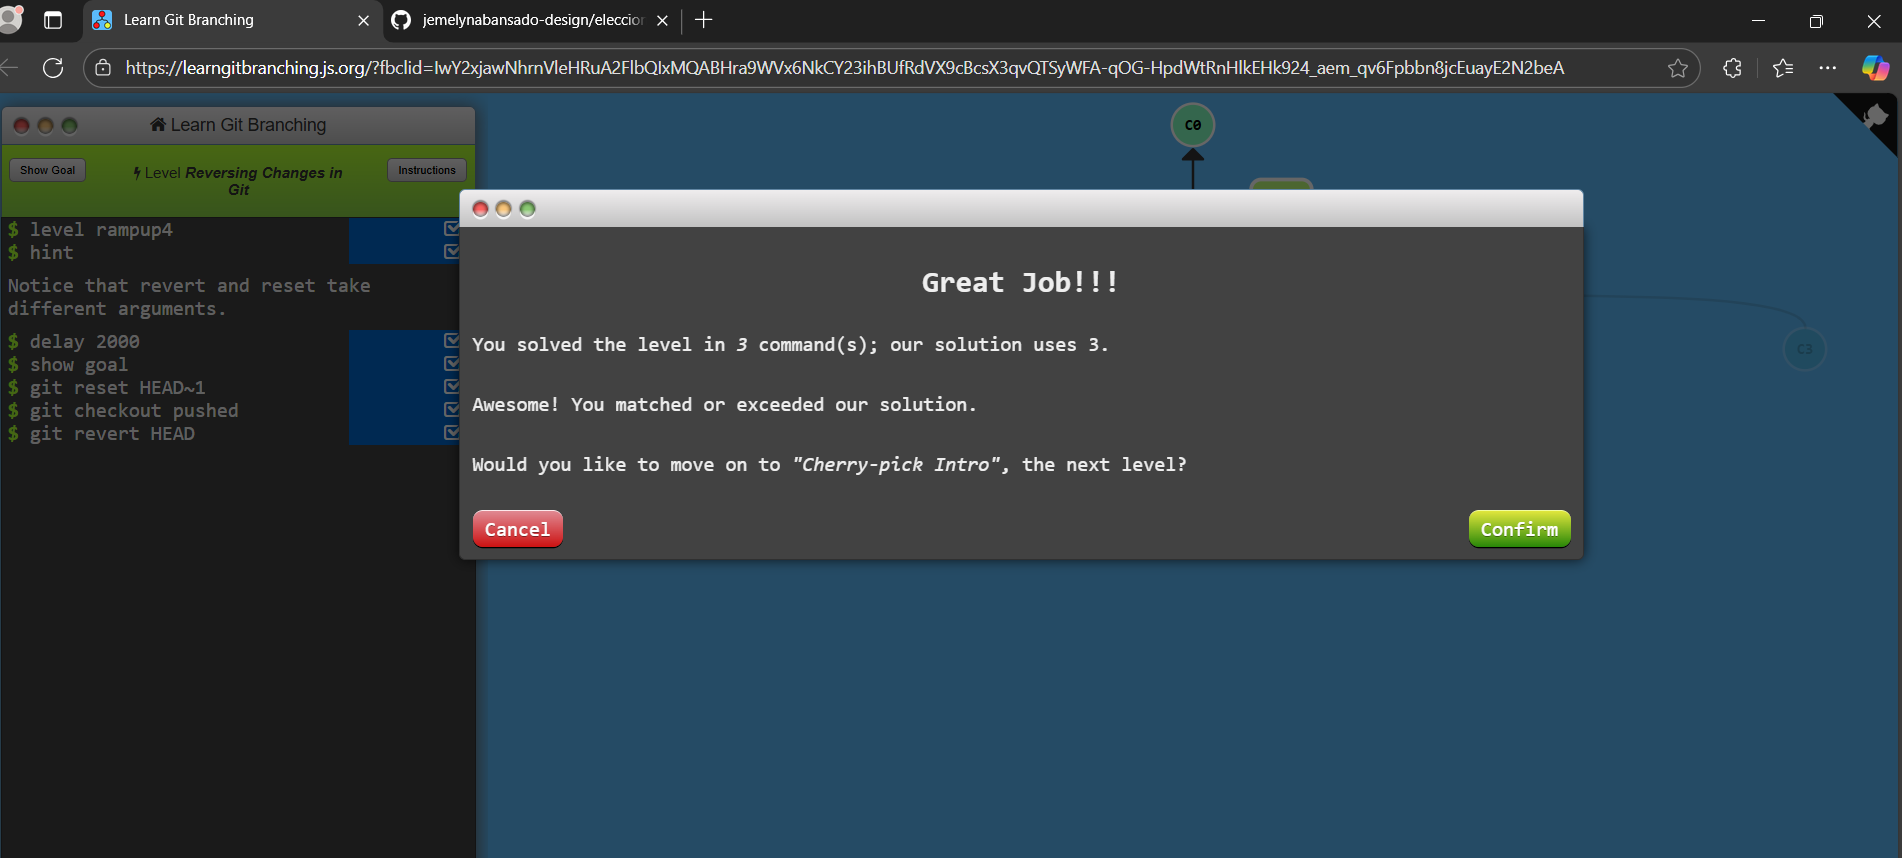 Learn Git Branching
jemelynabansado-design/eleccior
https://learngitbranching.js.org/?fbclid=IwY2xjawNhrnVleHRuA2FlbQIxMQABHra9WVx6NkCY23ihBUfRdVX9cBcsX3qvQTSyWFA-qOG-HpdWtRnHlkEHk924_aem_qv6Fpbbn8jcEuayE2N2beA
Learn Git Branching
Show Goal
Level Reversing Changes in
Git
Instructions
$ level rampup4
$ hint
Notice that revert and reset take
different arguments.
$ delay 2000
$ show goal
$ git reset HEAD~1
$ git checkout pushed
$ git revert HEAD
C0
Great Job!!!
You solved the level in 3 command(s); our solution uses 3.
Awesome! You matched or exceeded our solution.
Would you like to move on to "Cherry-pick Intro", the next level?
Cancel
Confirm
C3